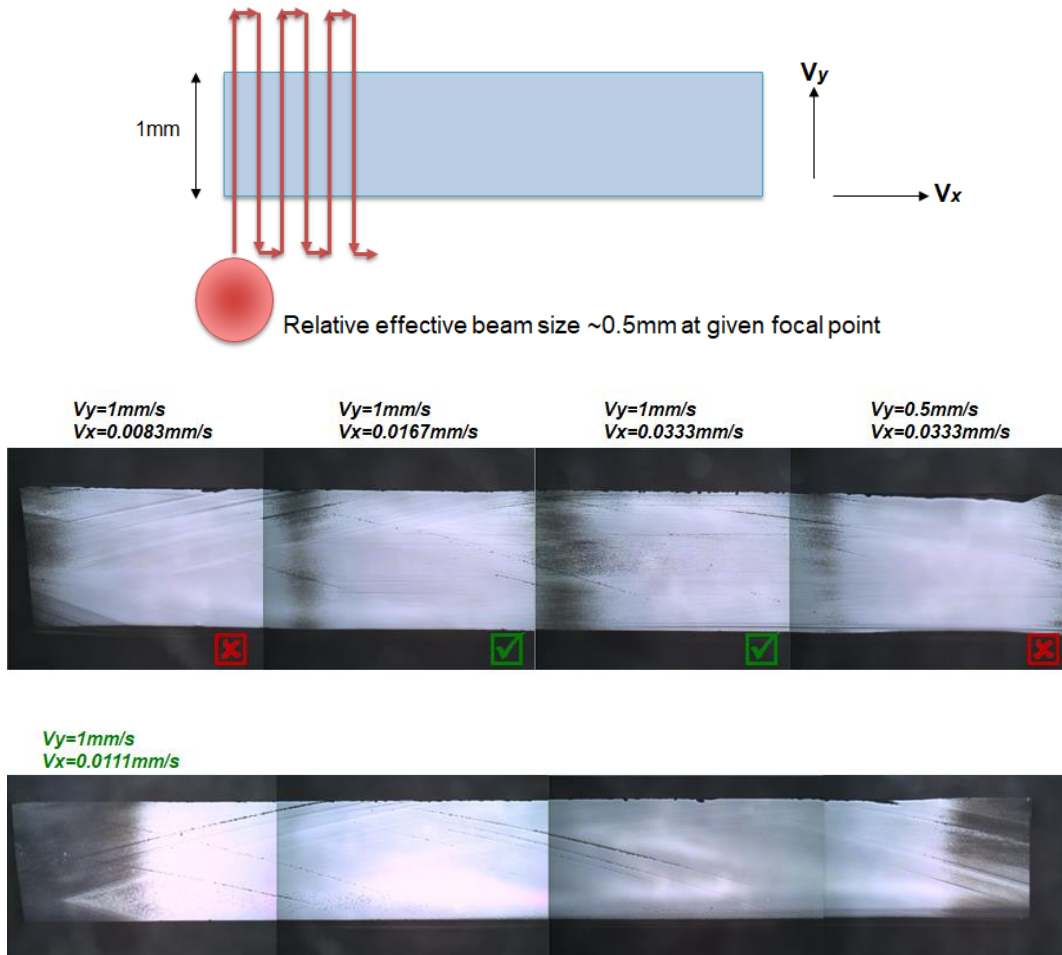 1mm
Vy
Vx
Relative effective beam size ~0.5mm at given focal point
Vy=1mm/s
Vx=0.0083mm/s
Vy=1mm/s
Vx=0.0167mm/s
Vy=1mm/s
Vx=0.0333mm/s
Vy=0.5mm/s
Vx=0.0333mm/s
Vy=1mm/s
Vx=0.0111mm/s